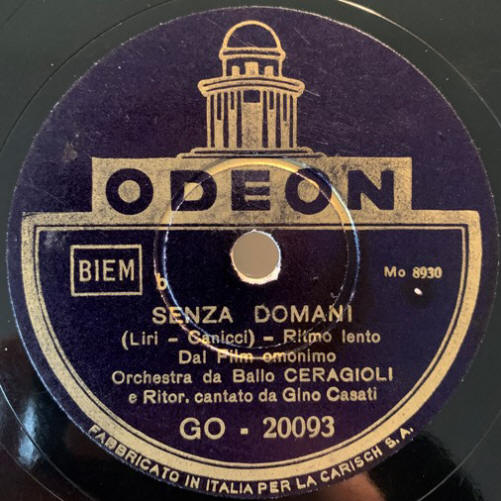 ODEON
BIEM
b
Mo 8930
SENZA DOMANI
(Liri - Canicci) - Ritmo lento
Dal Film omonimo
Orchestra da Ballo CERAGIOLI
e Ritor. cantato da Gino Casati
GO - 20093
FABBRICATO IN ITALIA PER LA CARISCH S.A.